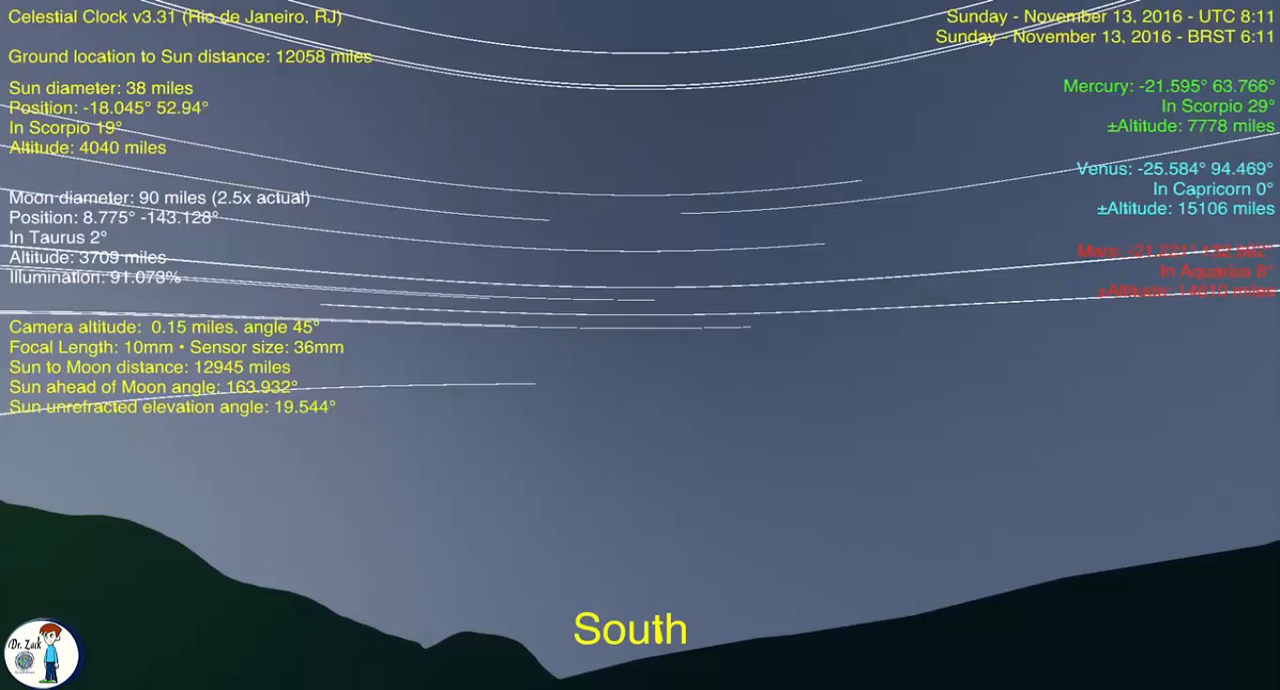 Celestial Clock v3.31 (Rio de Janeiro, RJ)
Ground location to Sun distance: 12058 miles
Sun diameter: 38 miles
Position: -18.045° 52.94°
In Scorpio 19°
Altitude: 4040 miles
Moon diameter: 90 miles (2.5x actual)
Position: 8.775° -143.128°
In Taurus 2°
Altitude: 3709 miles
Illumination: 91.073%
Camera altitude: 0.15 miles, angle 45°
Focal Length: 10mm • Sensor size: 36mm
Sun to Moon distance: 12945 miles
Sun ahead of Moon angle: 163.932°
Sun unrefracted elevation angle: 19.544°
Sunday - November 13, 2016 - UTC 8:11
Sunday - November 13, 2016 - BRST 6:11
Mercury: -21.595° 63.766°
In Scorpio 29°
±Altitude: 7778 miles
Venus: -25.584° 94.469°
In Capricorn 0°
±Altitude: 15106 miles
Mars: -21.221°
In Aquarius 8°
±Altitude: miles
South
Dr. Zack